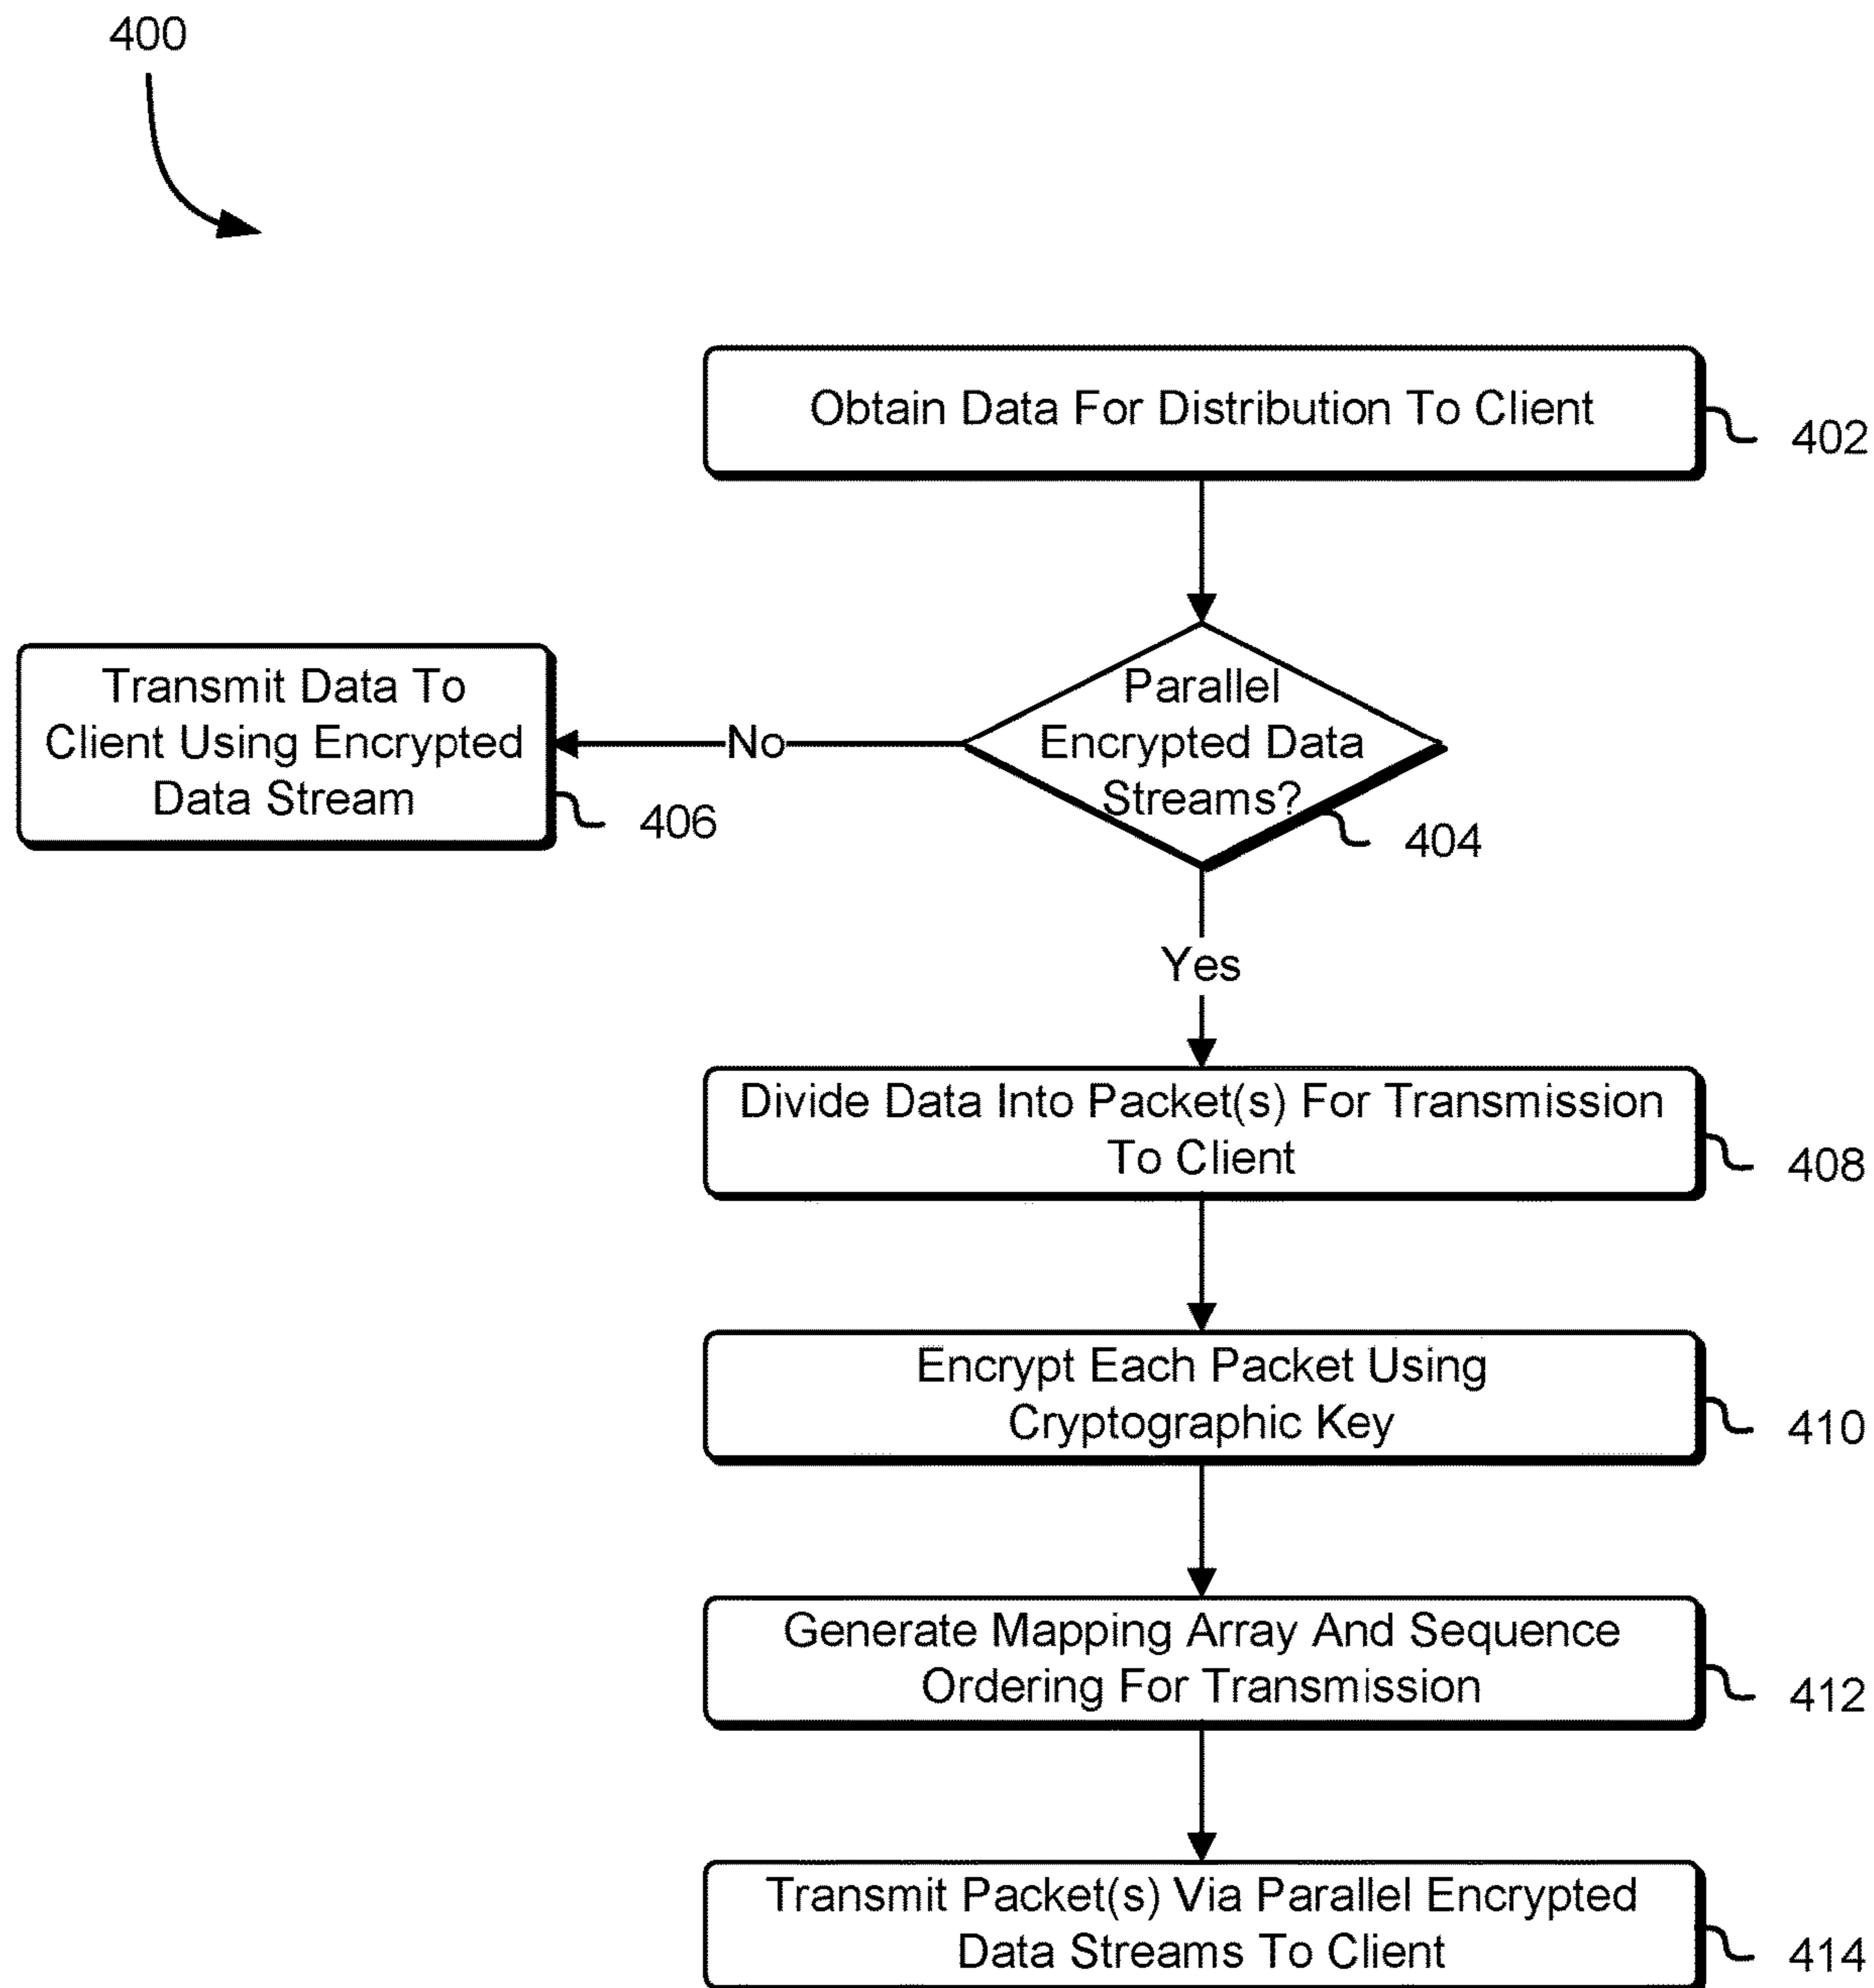 400
Obtain Data For Distribution To Client
402
Parallel
Encrypted Data
Streams?
404
No
Transmit Data To
Client Using Encrypted
Data Stream
406
Yes
Divide Data Into Packet(s) For Transmission
To Client
408
Encrypt Each Packet Using
Cryptographic Key
410
Generate Mapping Array And Sequence
Ordering For Transmission
412
Transmit Packet(s) Via Parallel Encrypted
Data Streams To Client
414